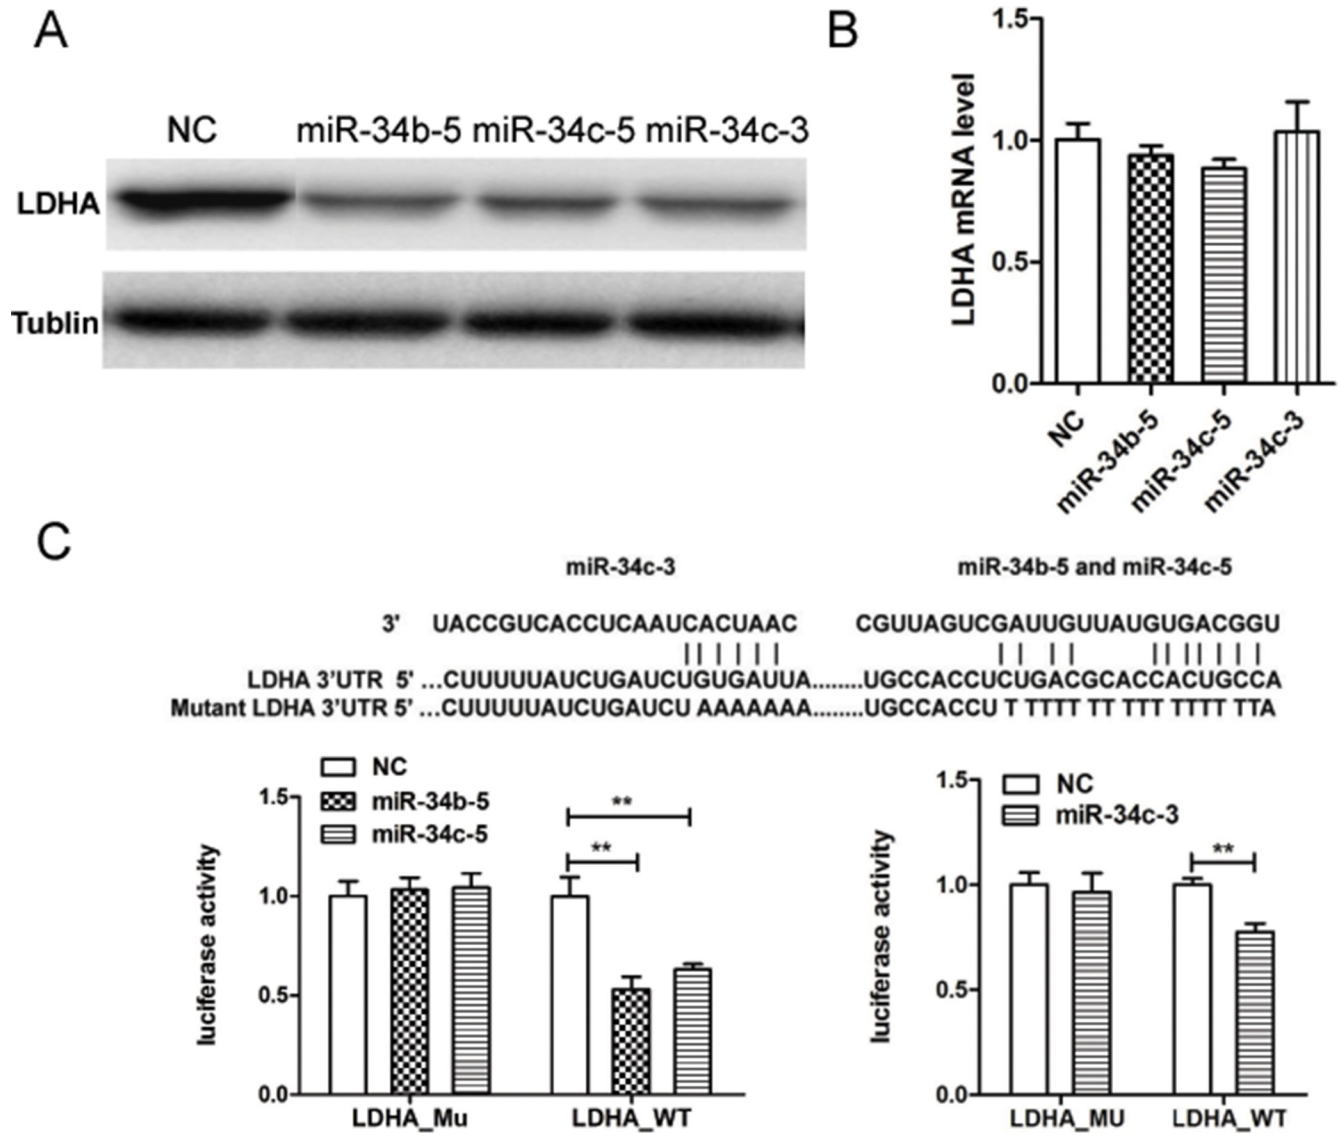 A
NC miR-34b-5 miR-34c-5 miR-34c-3
LDHA
Tublin
B
LDHA mRNA level
1.5
1.0
0.5
0.0
NC
miR-34b-5
miR-34c-5
miR-34c-3
C
miR-34c-3 miR-34b-5 and miR-34c-5
3' UACCGUCACCUCAAUCACUAAC CGUUAGUCGAUUGUUAUGUGACGGU
LDHA 3'UTR 5' ...CUUUUUAUCUGAUCUGUGAUUA........UGCCACCUCUGACGCACCACUGCCA
Mutant LDHA 3'UTR 5' ...CUUUUUAUCUGAUCU AAAAAAA........UGCCACCU T TTTT TT TTT TTTT TTA
NC
miR-34b-5
miR-34c-5
luciferase activity
1.5
1.0
0.5
0.0
**
**
LDHA_Mu LDHA_WT
NC
miR-34c-3
luciferase activity
1.5
1.0
0.5
0.0
**
LDHA_MU LDHA_WT